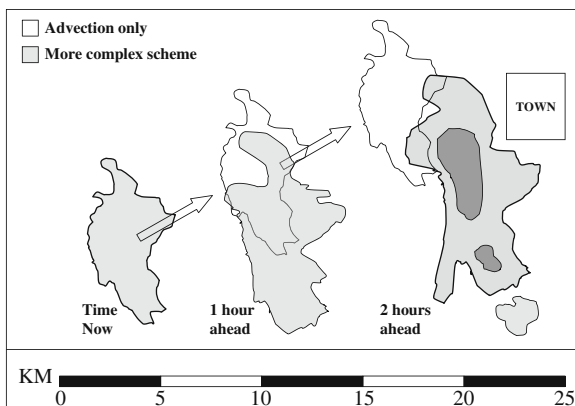 Advection only
More complex scheme
TOWN
Time
Now
1 hour
ahead
2 hours
ahead
KM
0 5 10 15 20 25